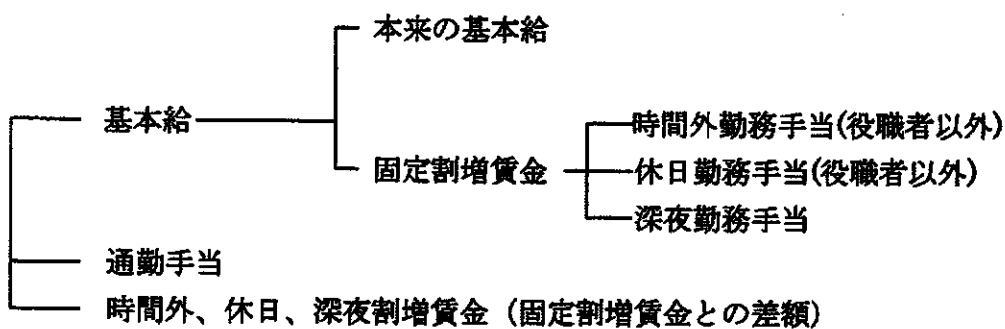 本来の基本給
基本給
時間外勤務手当(役職者以外)
固定割増賃金
休日勤務手当(役職者以外)
深夜勤務手当
通勤手当
時間外、休日、深夜割増賃金（固定割増賃金との差額）